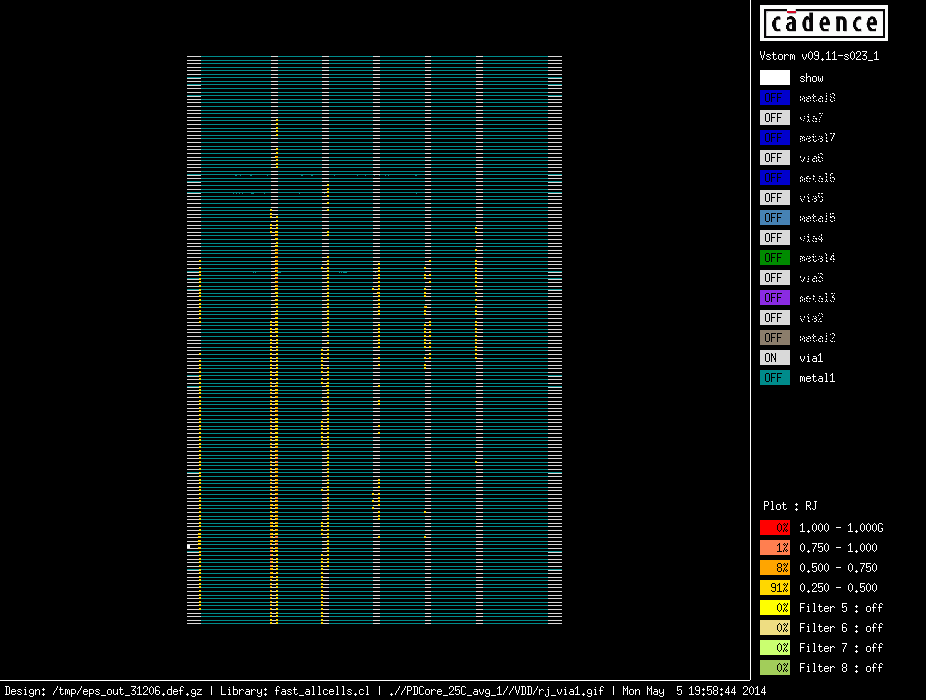 cādence
Vstorm v09.11-s023_1
show
metal8
OFF via7
metal7
OFF via6
metal6
OFF via5
OFF metal5
OFF via4
OFF metal4
OFF via3
OFF metal3
OFF via2
OFF metal2
ON via1
OFF metal1
Plot : RJ
0% 1.000 - 1.000G
1% 0.750 - 1.000
8% 0.500 - 0.750
91% 0.250 - 0.500
0% Filter 5 : off
0% Filter 6 : off
0% Filter 7 : off
0% Filter 8 : off
Design: /tmp/eps_out_31206.def.gz | Library: fast_allcells.cl | .//PDCore_25C_avg_1//VDD/rj_via1.gif | Mon May 5 19:58:44 2014